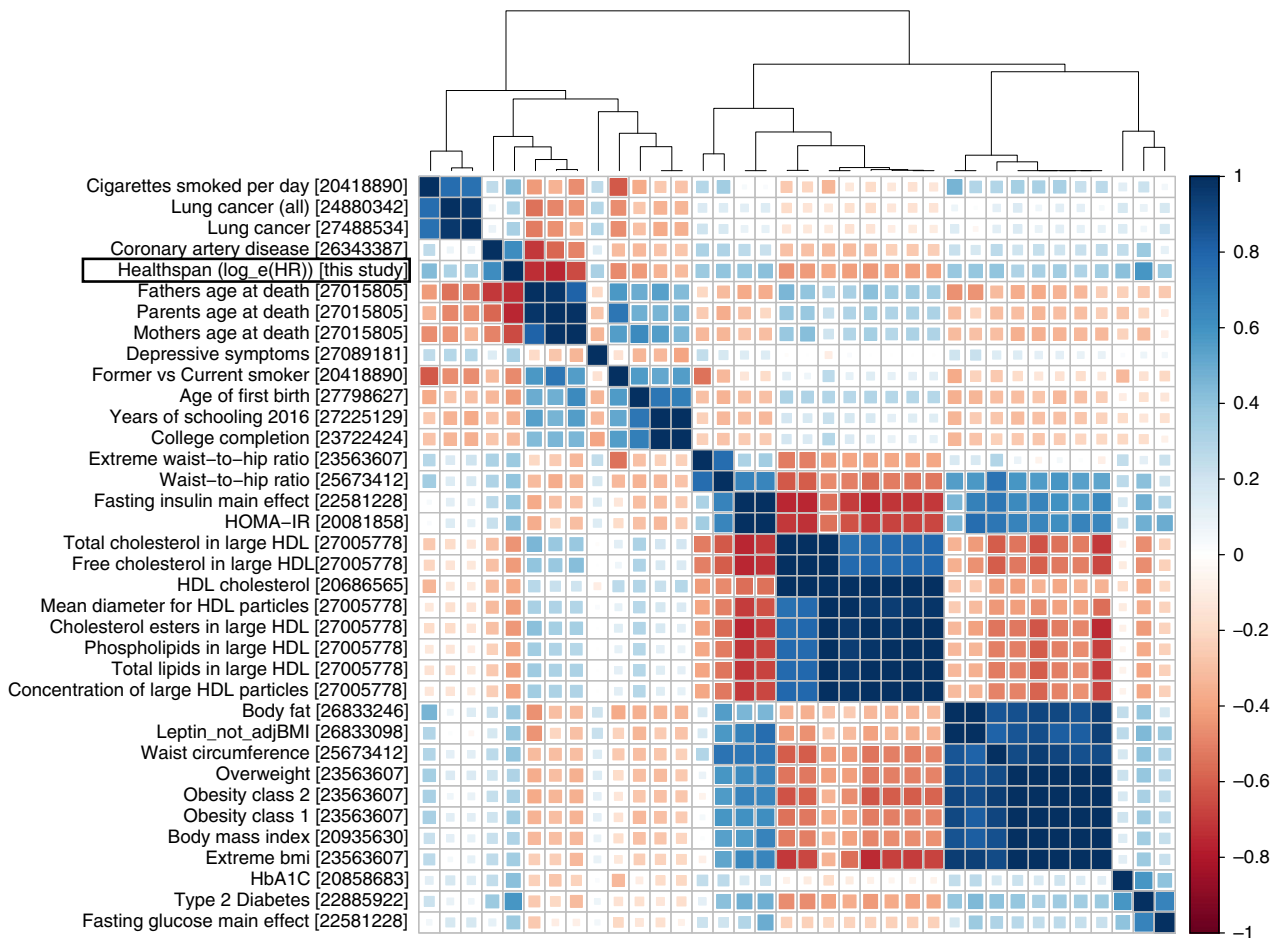 Cigarettes smoked per day [20418890]
Lung cancer (all) [24880342]
Lung cancer [27488534]
Coronary artery disease [26343387]
Healthspan (log_e(HR)) [this study]
Fathers age at death [27015805]
Parents age at death [27015805]
Mothers age at death [27015805]
Depressive symptoms [27089181]
Former vs Current smoker [20418890]
Age of first birth [27798627]
Years of schooling 2016 [27225129]
College completion [23722424]
Extreme waist−to−hip ratio [23563607]
Waist−to−hip ratio [25673412]
Fasting insulin main effect [22581228]
HOMA−IR [20081858]
Total cholesterol in large HDL [27005778]
Free cholesterol in large HDL[27005778]
HDL cholesterol [20686565]
Mean diameter for HDL particles [27005778]
Cholesterol esters in large HDL [27005778]
Phospholipids in large HDL [27005778]
Total lipids in large HDL [27005778]
Concentration of large HDL particles [27005778]
Body fat [26833246]
Leptin_not_adjBMI [26833098]
Waist circumference [25673412]
Overweight [23563607]
Obesity class 2 [23563607]
Obesity class 1 [23563607]
Body mass index [20935630]
Extreme bmi [23563607]
HbA1C [20858683]
Type 2 Diabetes [22885922]
Fasting glucose main effect [22581228]
1
0.8
0.6
0.4
0.2
0
−0.2
−0.4
−0.6
−0.8
−1